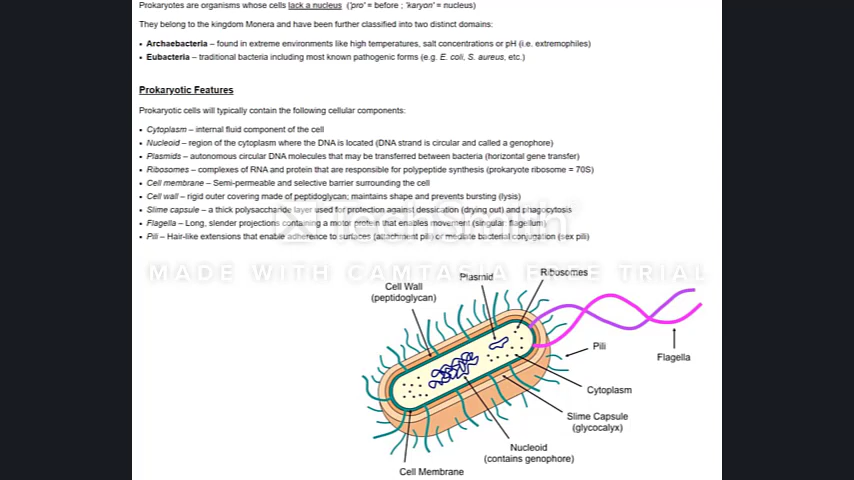 Prokaryotes are organisms whose cells lack a nucleus ('pro' = before ; 'karyon' = nucleus)
They belong to the kingdom Monera and have been further classified into two distinct domains:
• Archaebacteria – found in extreme environments like high temperatures, salt concentrations or pH (i.e. extremophiles)
• Eubacteria – traditional bacteria including most known pathogenic forms (e.g. E. coli, S. aureus, etc.)
Prokaryotic Features
Prokaryotic cells will typically contain the following cellular components:
• Cytoplasm – internal fluid component of the cell
• Nucleoid – region of the cytoplasm where the DNA is located (DNA strand is circular and called a genophore)
• Plasmids – autonomous circular DNA molecules that may be transferred between bacteria (horizontal gene transfer)
• Ribosomes – complexes of RNA and protein that are responsible for polypeptide synthesis (prokaryote ribosome = 70S)
• Cell membrane – Semi-permeable and selective barrier surrounding the cell
• Cell wall – rigid outer covering made of peptidoglycan; maintains shape and prevents bursting (lysis)
• Slime capsule – a thick polysaccharide layer used for protection against dessication (drying out) and phagocytosis
• Flagella – Long, slender projections containing a motor protein that enables movement (singular: flagellum)
• Pili – Hair-like extensions that enable adherence to surfaces (attachment pili) or mediate bacterial conjugation (sex pili)
TechSmith
MADE WITH CAMTASIA FREE TRIAL
Plasmid
Ribosomes
Cell Wall
(peptidoglycan)
Pili
Flagella
Cytoplasm
Slime Capsule
(glycocalyx)
Nucleoid
(contains genophore)
Cell Membrane